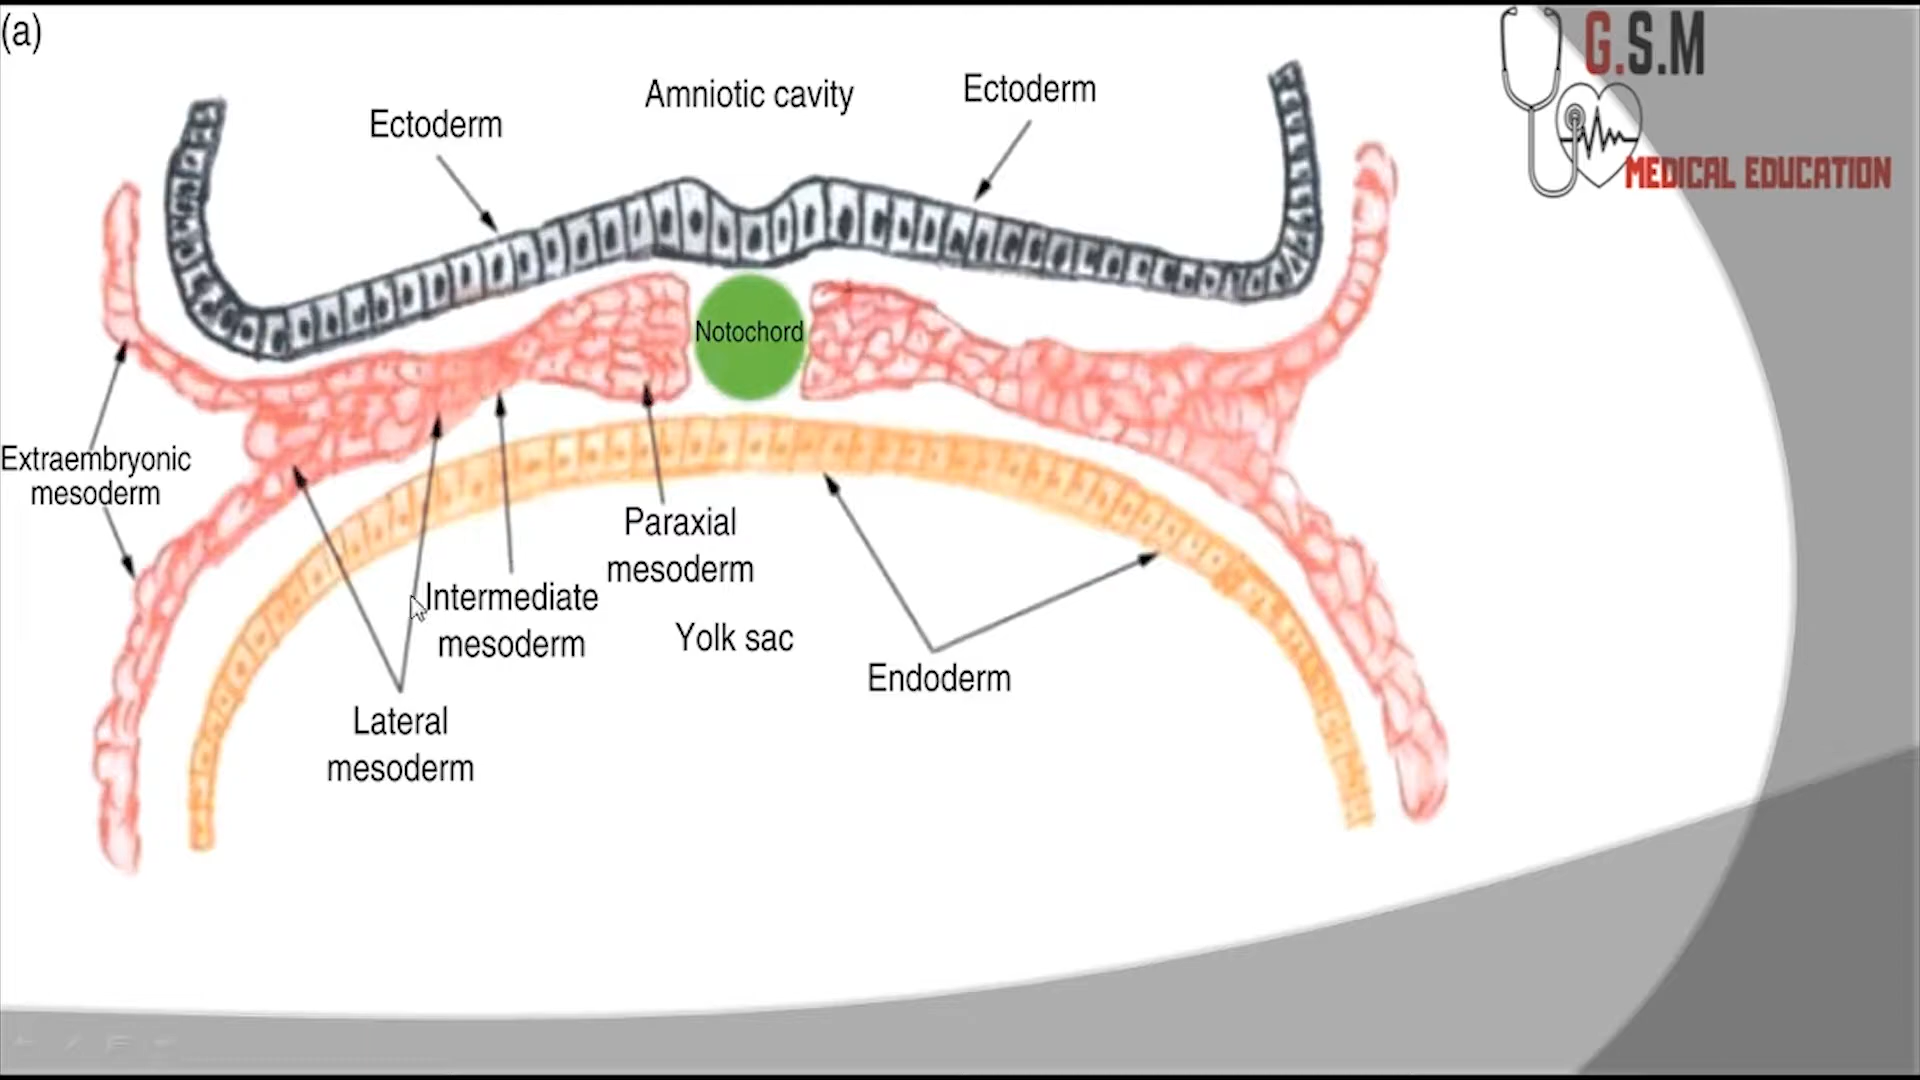 (a)
G.S.M
MEDICAL EDUCATION
Amniotic cavity
Ectoderm
Ectoderm
Notochord
Extraembryonic
mesoderm
Paraxial
mesoderm
Intermediate
mesoderm
Yolk sac
Endoderm
Lateral
mesoderm